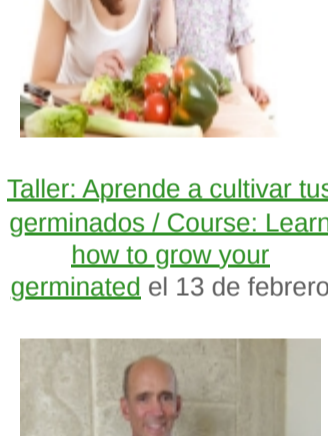 Taller: Aprende a cultivar tus
germinados / Course: Learn
how to grow your
germinated el 13 de febrero